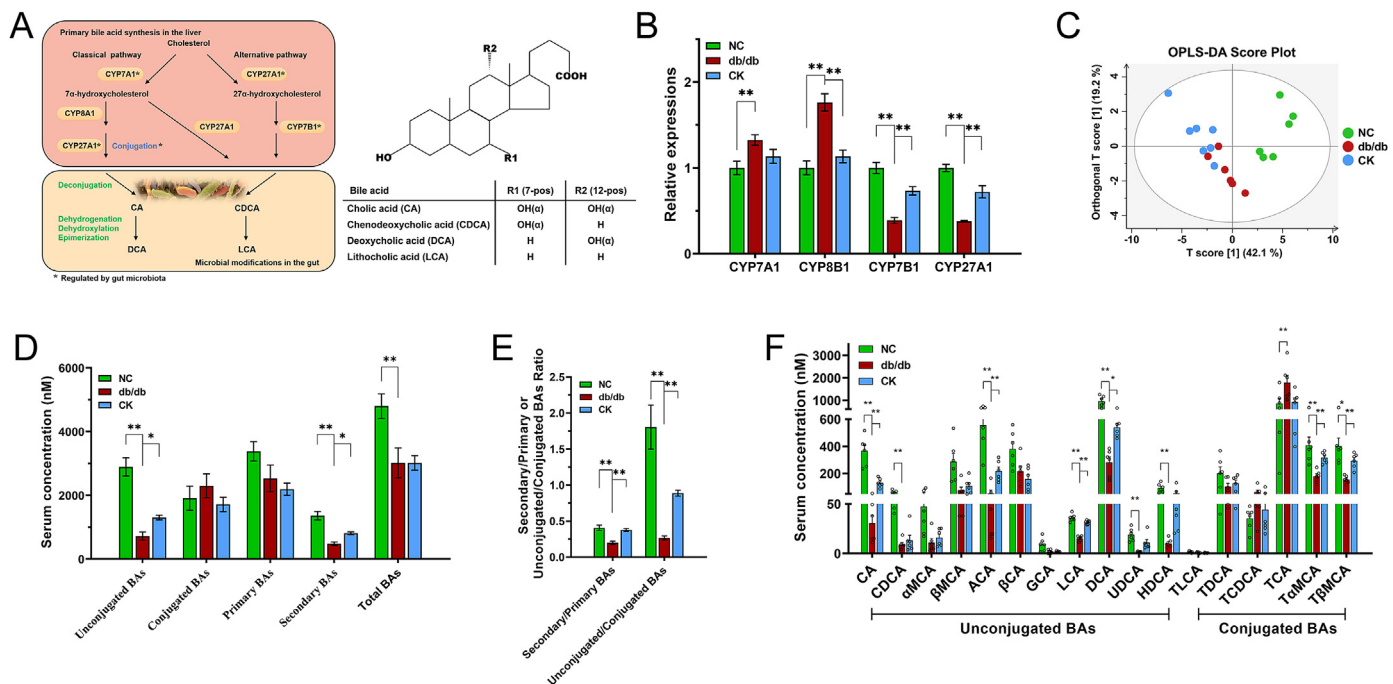 A
Primary bile acid synthesis in the liver
Cholesterol
Classical pathway
Alternative pathway
CYP7A1*
CYP27A1*
7α-hydroxycholesterol
27α-hydroxycholesterol
CYP8A1
CYP27A1
CYP7B1*
CYP27A1*
Conjugation *
Deconjugation
CA
CDCA
Dehydrogenation
Dehydroxylation
Epimerization
DCA
LCA
Microbial modifications in the gut
* Regulated by gut microbiota
R2
COOH
HO
R1
Bile acid R1 (7-pos) R2 (12-pos)
Cholic acid (CA) OH(α) OH(α)
Chenodeoxycholic acid (CDCA) OH(α) H
Deoxycholic acid (DCA) H OH(α)
Lithocholic acid (LCA) H H
B
NC
db/db
CK
Relative expressions
2
1
0
** ** ** ** ** ** **
CYP7A1 CYP8B1 CYP7B1 CYP27A1
C
OPLS-DA Score Plot
Orthogonal T score [1] (19.2 %)
4
2
0
-2
-4
-10 -5 0 5 10
T score [1] (42.1 %)
NC
db/db
CK
D
NC
db/db
CK
Serum concentration (nM)
6000
4000
2000
0
** * ** * **
Unconjugated BAs
Conjugated BAs
Primary BAs
Secondary BAs
Total BAs
E
NC
db/db
CK
Secondary/Primary or
Unconjugated/Conjugated BAs Ratio
2.5
2.0
1.5
1.0
0.5
0.0
** ** ** **
Secondary/Primary BAs
Unconjugated/Conjugated BAs
F
NC
db/db
CK
Serum concentration (nM)
3000
2000
1000
600
400
200
50
0
** ** ** ** ** ** ** ** * ** ** ** ** ** * **
CA CDCA αMCA βMCA ACA βCA GCA LCA DCA UDCA HDCA TLCA TDCA TCDCA TCA TαMCA TβMCA
Unconjugated BAs
Conjugated BAs